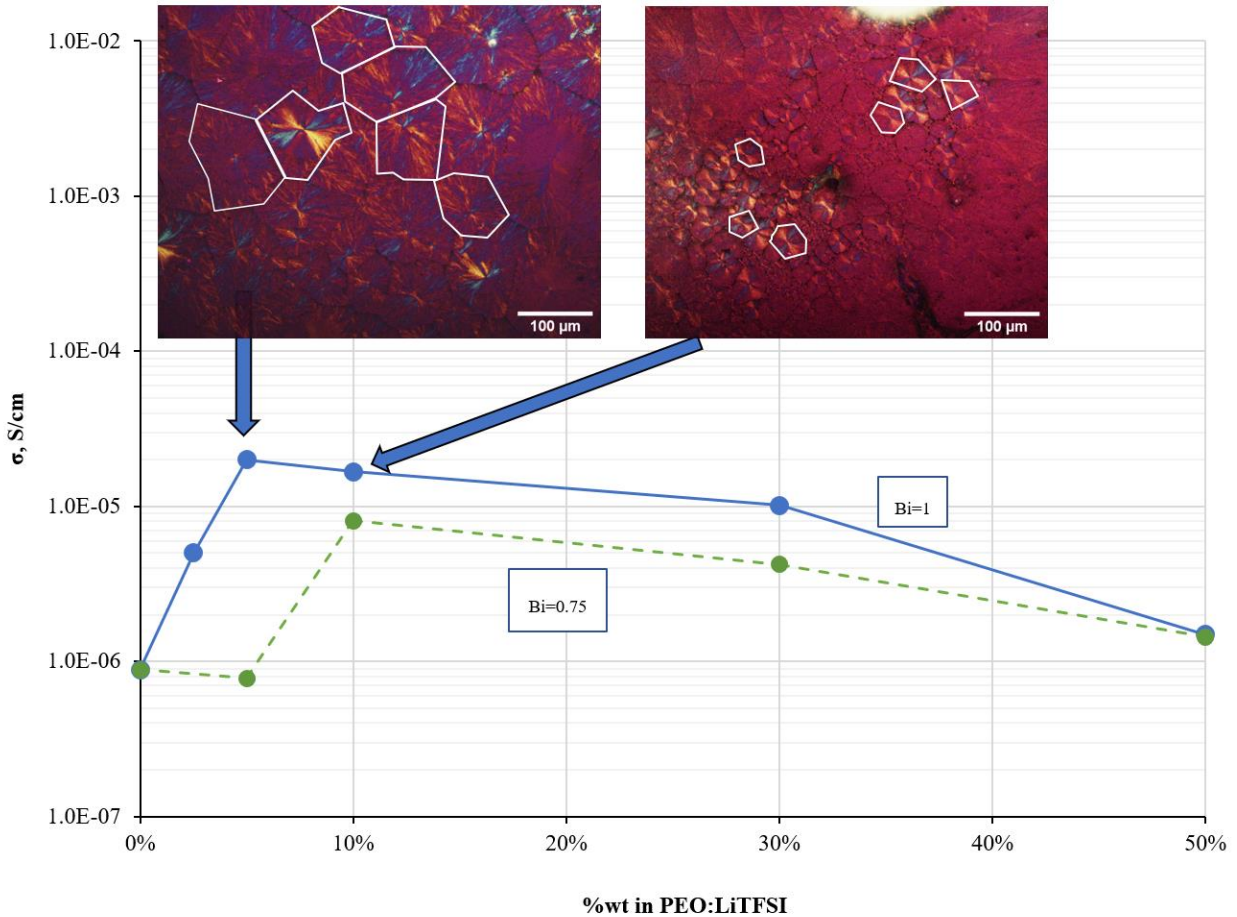 1.0E-02
1.0E-03
1.0E-04
1.0E-05
1.0E-06
1.0E-07
σ, S/cm
100 µm
100 µm
Bi=1
Bi=0.75
0%
10%
20%
30%
40%
50%
%wt in PEO:LiTFSI